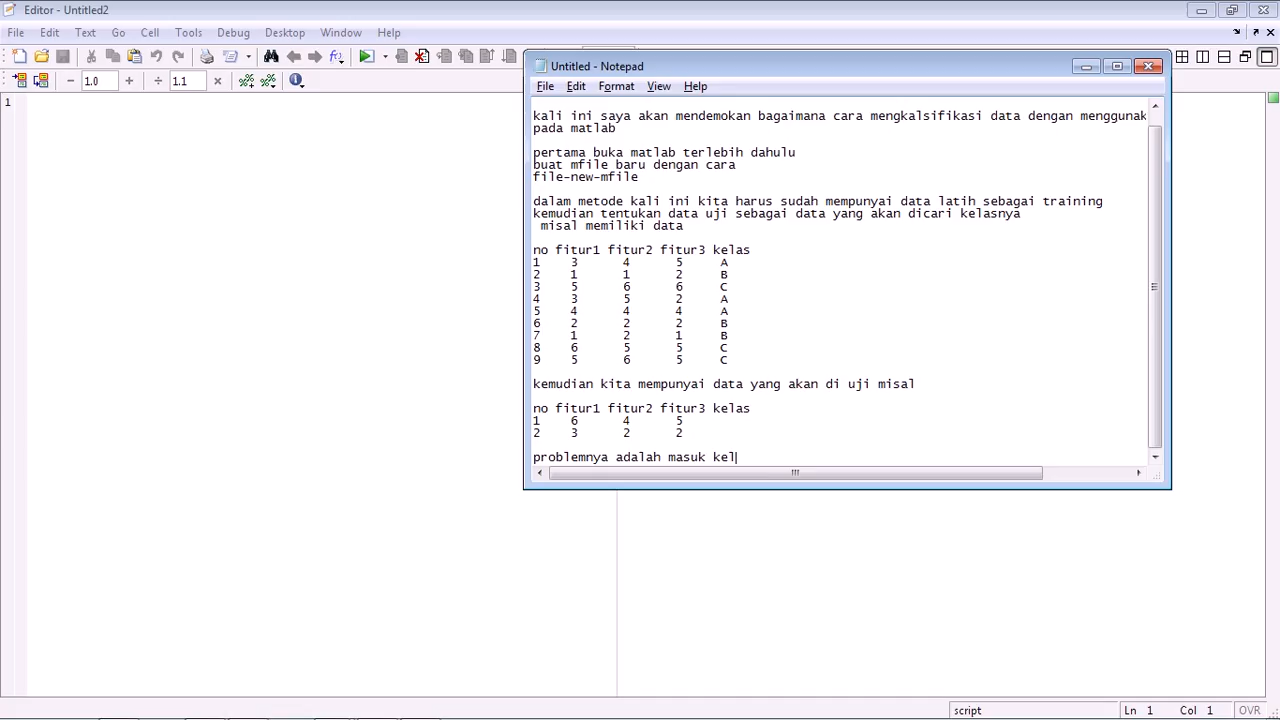 Editor - Untitled2
File Edit Text Go Cell Tools Debug Desktop Window Help
1.0
1.1
1
Untitled - Notepad
File Edit Format View Help
kali ini saya akan mendemokan bagaimana cara mengkalsifikasi data dengan menggunak
pada matlab
pertama buka matlab terlebih dahulu
buat mfile baru dengan cara
file-new-mfile
dalam metode kali ini kita harus sudah mempunyai data latih sebagai training
kemudian tentukan data uji sebagai data yang akan dicari kelasnya
misal memiliki data
no fitur1 fitur2 fitur3 kelas
1 3 4 5 A
2 1 1 2 B
3 5 6 6 C
4 3 5 2 A
5 4 4 4 A
6 2 2 2 B
7 1 2 1 B
8 6 5 5 C
9 5 6 5 C
kemudian kita mempunyai data yang akan di uji misal
no fitur1 fitur2 fitur3 kelas
1 6 4 5
2 3 2 2
problemnya adalah masuk kel
script
Ln 1 Col 1 OVR